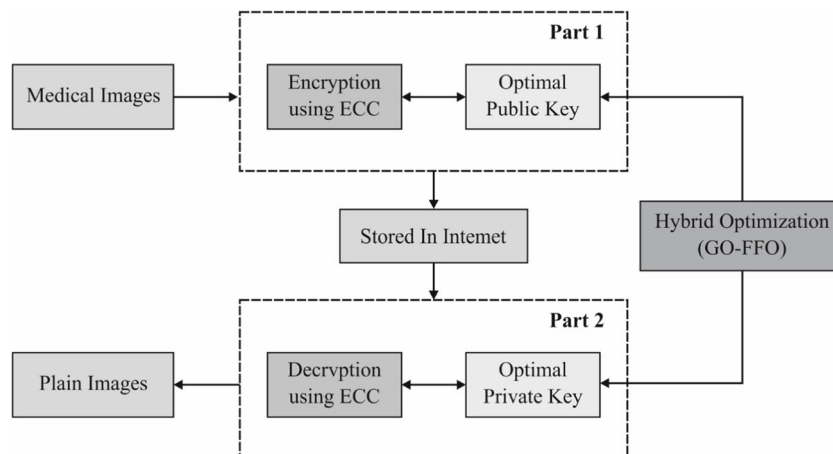 Part 1
Medical Images
Encryption
using ECC
Optimal
Public Key
Stored In Intemet
Hybrid Optimization
(GO-FFO)
Part 2
Plain Images
Decrvption
using ECC
Optimal
Private Key